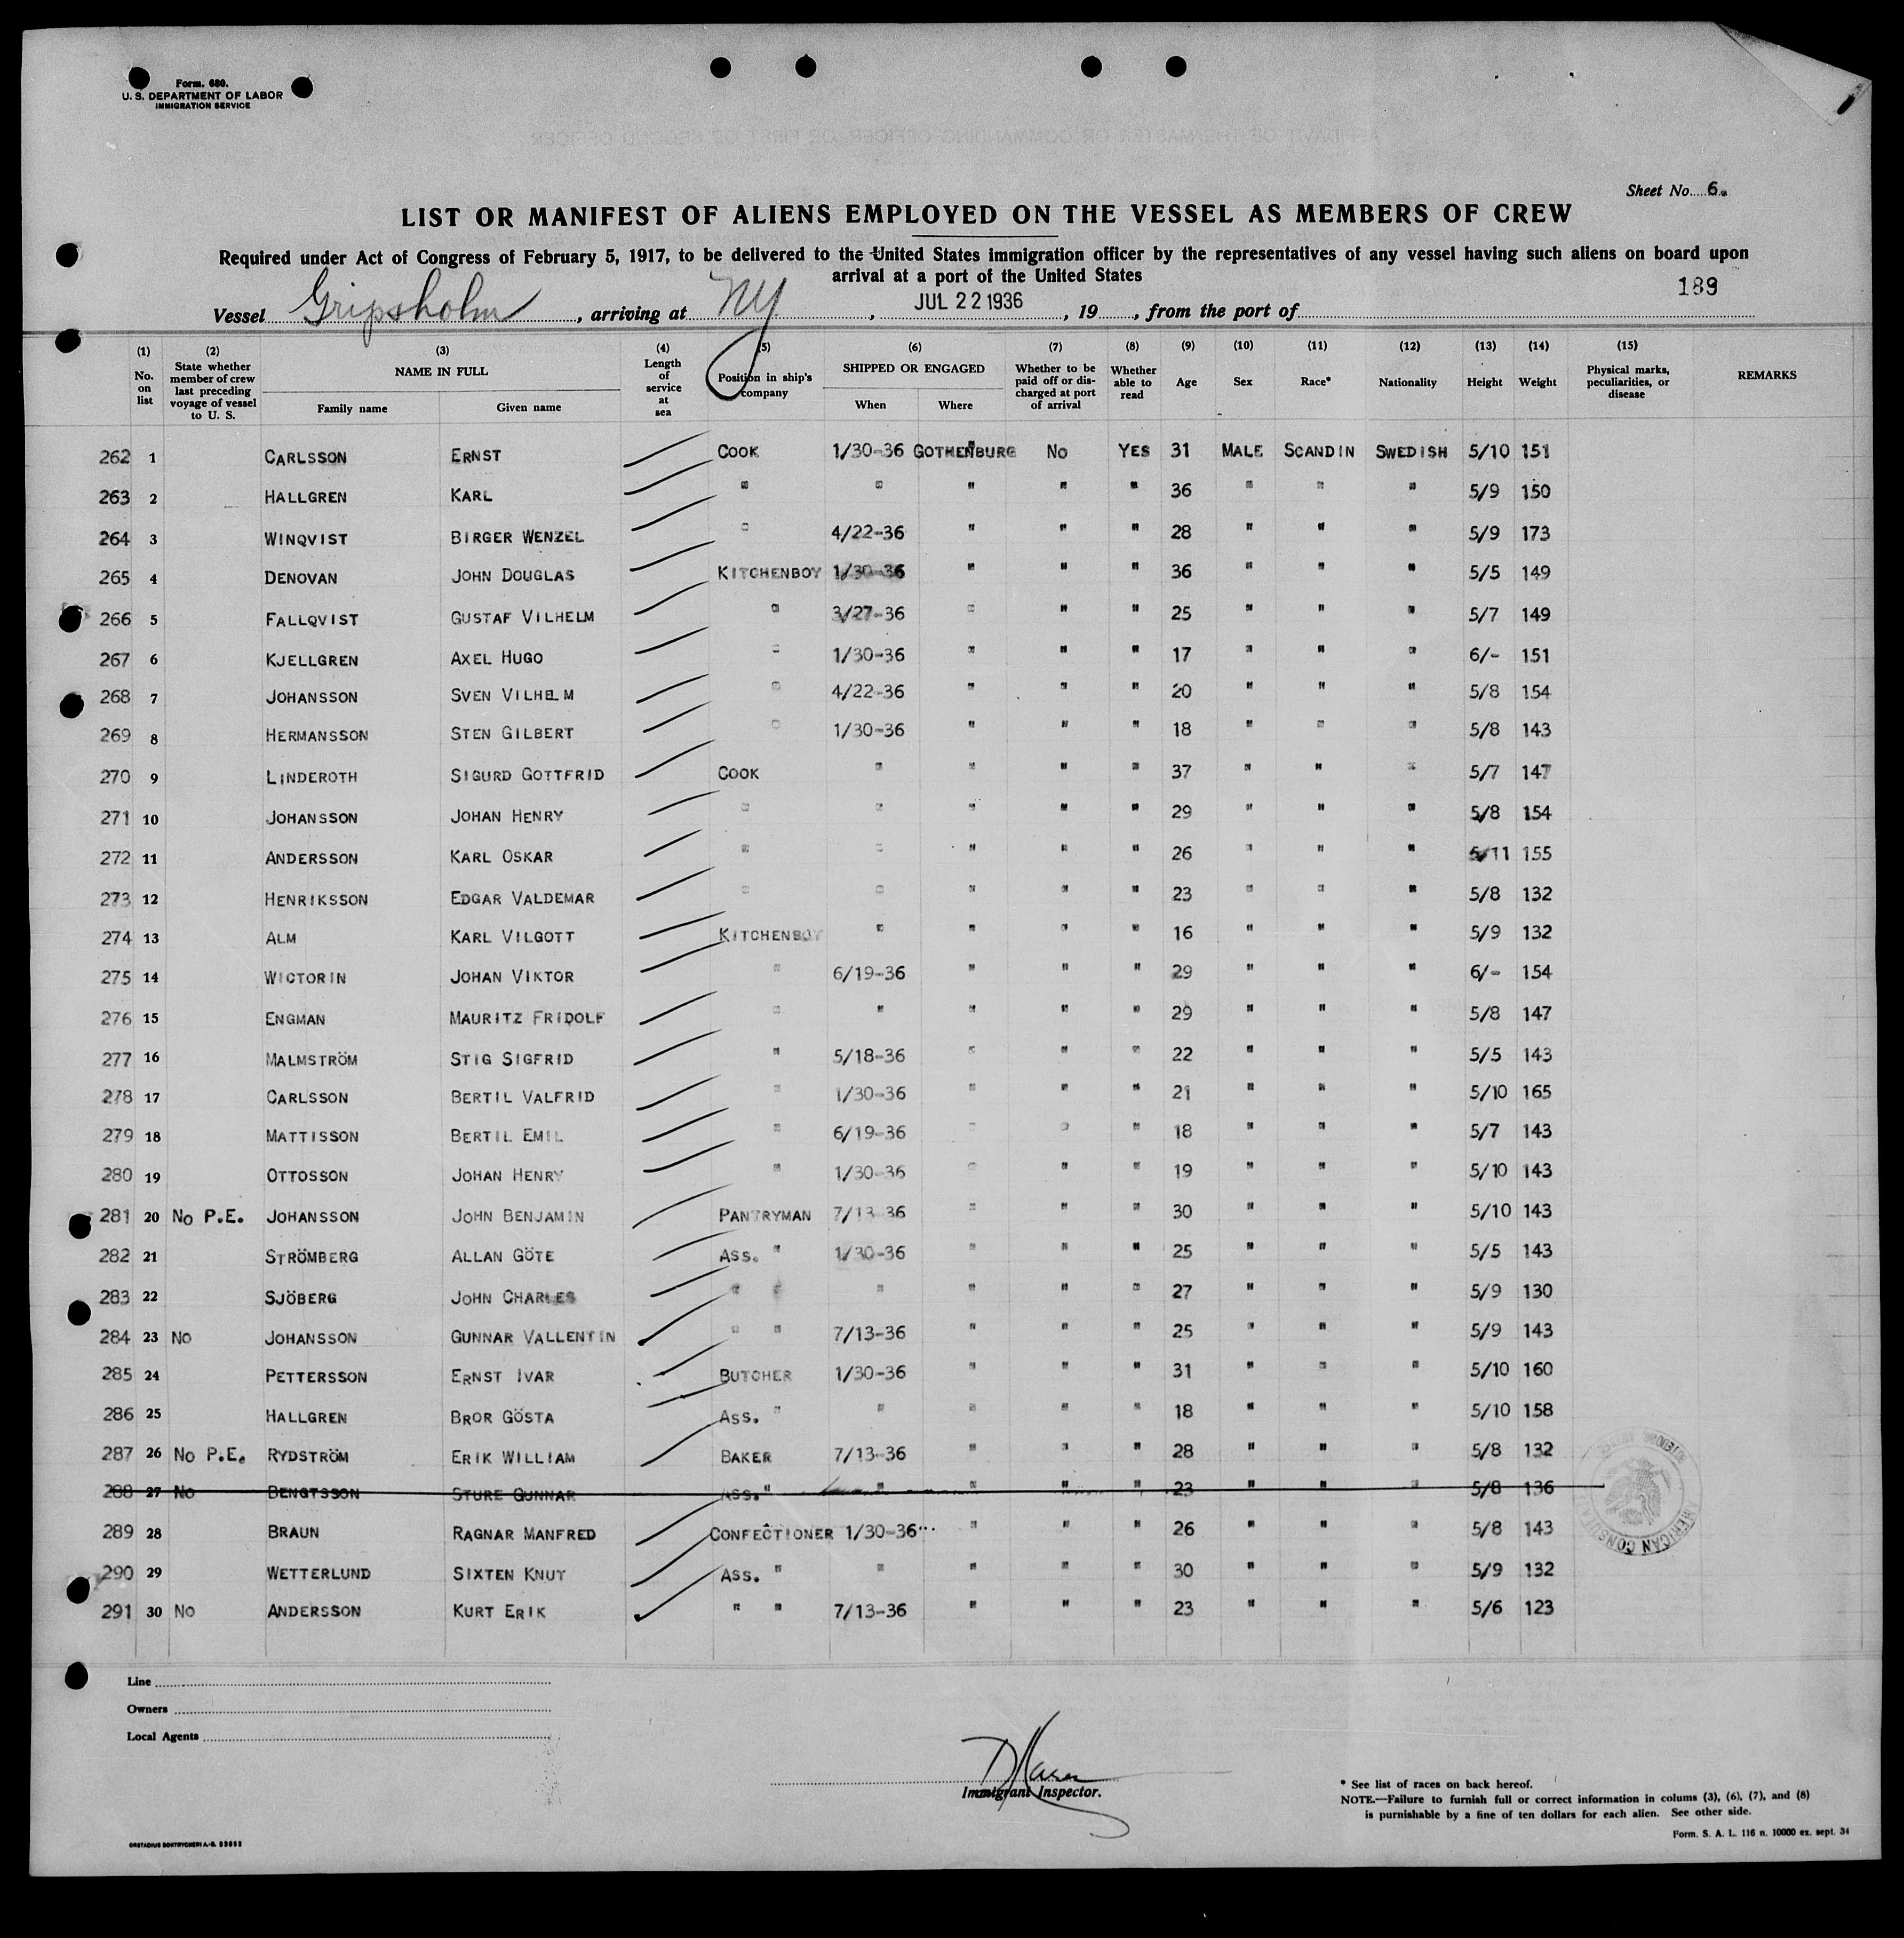 Form. 680.
U. S. DEPARTMENT OF LABOR
IMMIGRATION SERVICE
Sheet No. 6.
LIST OR MANIFEST OF ALIENS EMPLOYED ON THE VESSEL AS MEMBERS OF CREW
Required under Act of Congress of February 5, 1917, to be delivered to the United States immigration officer by the representatives of any vessel having such aliens on board upon
arrival at a port of the United States
189
Vessel Gripsholm, arriving at NY, JUL 22 1936, 19 , from the port of
(1) No. on list (2) State whether member of crew last preceding voyage of vessel to U. S. (3) NAME IN FULL Family name Given name (4) Length of service at sea (5) Position in ship's company (6) SHIPPED OR ENGAGED When Where (7) Whether to be paid off or discharged at port of arrival (8) Whether able to read (9) Age (10) Sex (11) Race* (12) Nationality (13) Height (14) Weight (15) Physical marks, peculiarities, or disease REMARKS
262 1 CARLSSON ERNST COOK 1/30-36 GOTHENBURG No YES 31 MALE SCANDIN SWEDISH 5/10 151
263 2 HALLGREN KARL " " " " " 36 " " " 5/9 150
264 3 WINQVIST BIRGER WENZEL " 4/22-36 " " " 28 " " " 5/9 173
265 4 DENOVAN JOHN DOUGLAS KITCHENBOY 1/30-36 " " " 36 " " " 5/5 149
266 5 FALLQVIST GUSTAF VILHELM " 3/27-36 " " " 25 " " " 5/7 149
267 6 KJELLGREN AXEL HUGO " 1/30-36 " " " 17 " " " 6/- 151
268 7 JOHANSSON SVEN VILHELM " 4/22-36 " " " 20 " " " 5/8 154
269 8 HERMANSSON STEN GILBERT " 1/30-36 " " " 18 " " " 5/8 143
270 9 LINDEROTH SIGURD GOTTFRID COOK " " " " 37 " " " 5/7 147
271 10 JOHANSSON JOHAN HENRY " " " " " 29 " " " 5/8 154
272 11 ANDERSSON KARL OSKAR " " " " " 26 " " " 5/11 155
273 12 HENRIKSSON EDGAR VALDEMAR " " " " " 23 " " " 5/8 132
274 13 ALM KARL VILGOTT KITCHENBOY " " " " 16 " " " 5/9 132
275 14 WICTORIN JOHAN VIKTOR " 6/19-36 " " " 29 " " " 6/- 154
276 15 ENGMAN MAURITZ FRIDOLF " " " " " 29 " " " 5/8 147
277 16 MALMSTRÖM STIG SIGFRID " 5/18-36 " " " 22 " " " 5/5 143
278 17 CARLSSON BERTIL VALFRID " 1/30-36 " " " 21 " " " 5/10 165
279 18 MATTISSON BERTIL EMIL " 6/19-36 " " " 18 " " " 5/7 143
280 19 OTTOSSON JOHAN HENRY " 1/30-36 " " " 19 " " " 5/10 143
281 20 No P.E. JOHANSSON JOHN BENJAMIN PANTRYMAN 7/13-36 " " " 30 " " " 5/10 143
282 21 STRÖMBERG ALLAN GÖTE ASS. " 1/30-36 " " " 25 " " " 5/5 143
283 22 SJÖBERG JOHN CHARLES " " " " " " 27 " " " 5/9 130
284 23 No JOHANSSON GUNNAR VALLENTIN " " 7/13-36 " " " 25 " " " 5/9 143
285 24 PETTERSSON ERNST IVAR BUTCHER 1/30-36 " " " 31 " " " 5/10 160
286 25 HALLGREN BROR GÖSTA ASS. " " " " " 18 " " " 5/10 158
287 26 No P.E. RYDSTRÖM ERIK WILLIAM BAKER 7/13-36 " " " 28 " " " 5/8 132
288 27 No BENGTSSON STURE GUNNAR ASS. " " " " " 23 " " " 5/8 136
289 28 BRAUN RAGNAR MANFRED CONFECTIONER 1/30-36 " " " 26 " " " 5/8 143
290 29 WETTERLUND SIXTEN KNUT ASS. " " " " " 30 " " " 5/9 132
291 30 No ANDERSSON KURT ERIK " " 7/13-36 " " " 23 " " " 5/6 123
AMERICAN CONSULA
Line
Owners
Local Agents
Immigrant Inspector.
* See list of races on back hereof.
NOTE.—Failure to furnish full or correct information in colums (3), (6), (7), and (8)
is punishable by a fine of ten dollars for each alien. See other side.
Form. S. A. L. 116 n. 10000 ex. sept. 34